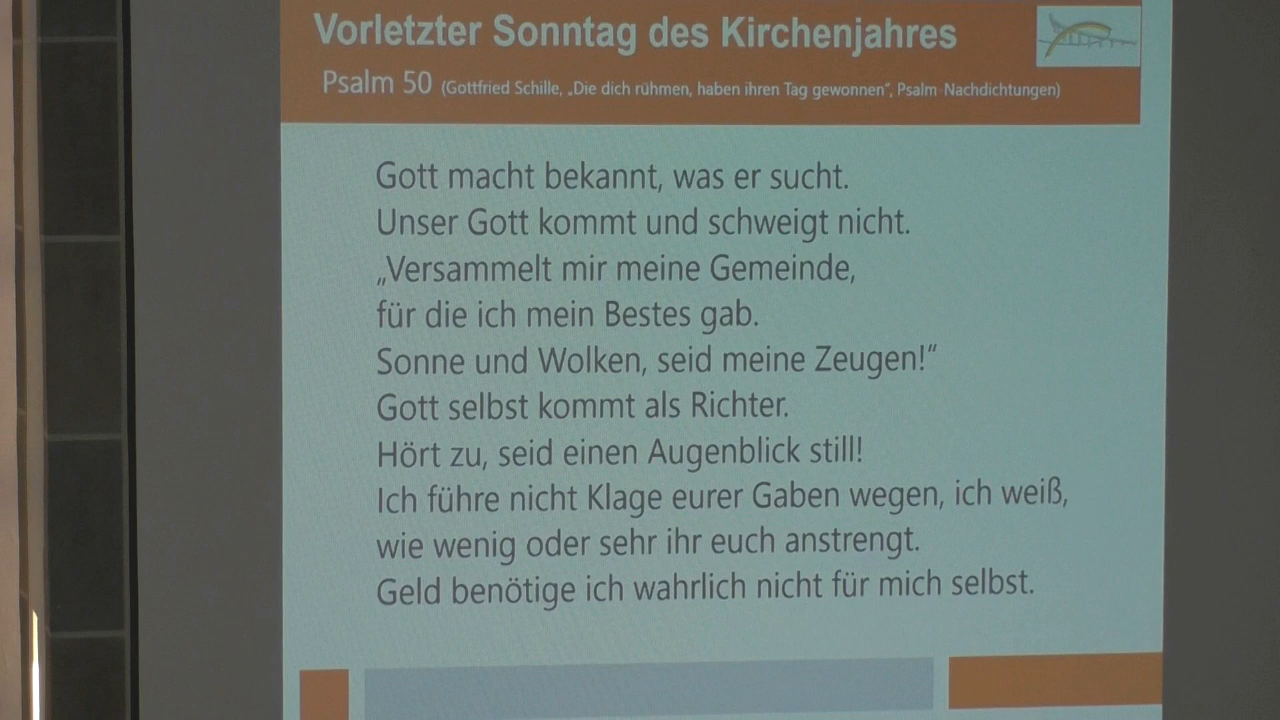 Vorletzter Sonntag des Kirchenjahres
Psalm 50 (Gottfried Schille, „Die dich rühmen, haben ihren Tag gewonnen“, Psalm-Nachdichtungen)
Gott macht bekannt, was er sucht.
Unser Gott kommt und schweigt nicht.
„Versammelt mir meine Gemeinde,
für die ich mein Bestes gab.
Sonne und Wolken, seid meine Zeugen!“
Gott selbst kommt als Richter.
Hört zu, seid einen Augenblick still!
Ich führe nicht Klage eurer Gaben wegen, ich weiß,
wie wenig oder sehr ihr euch anstrengt.
Geld benötige ich wahrlich nicht für mich selbst.